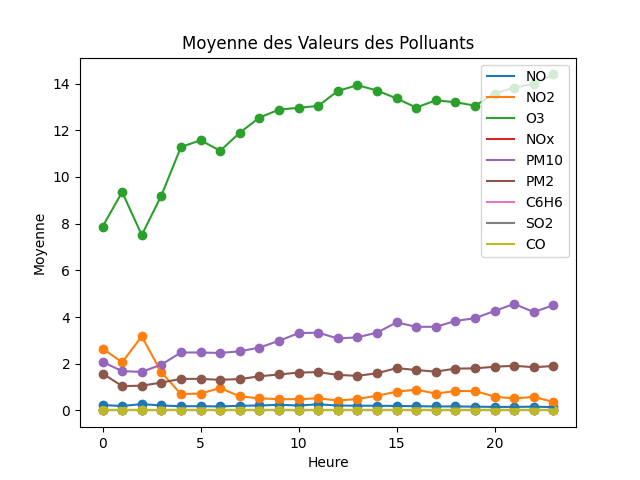 Moyenne des Valeurs des Polluants
Moyenne
14
12
10
8
6
4
2
0
0
5
10
15
20
Heure
NO
NO2
O3
NOx
PM10
PM2
C6H6
SO2
CO